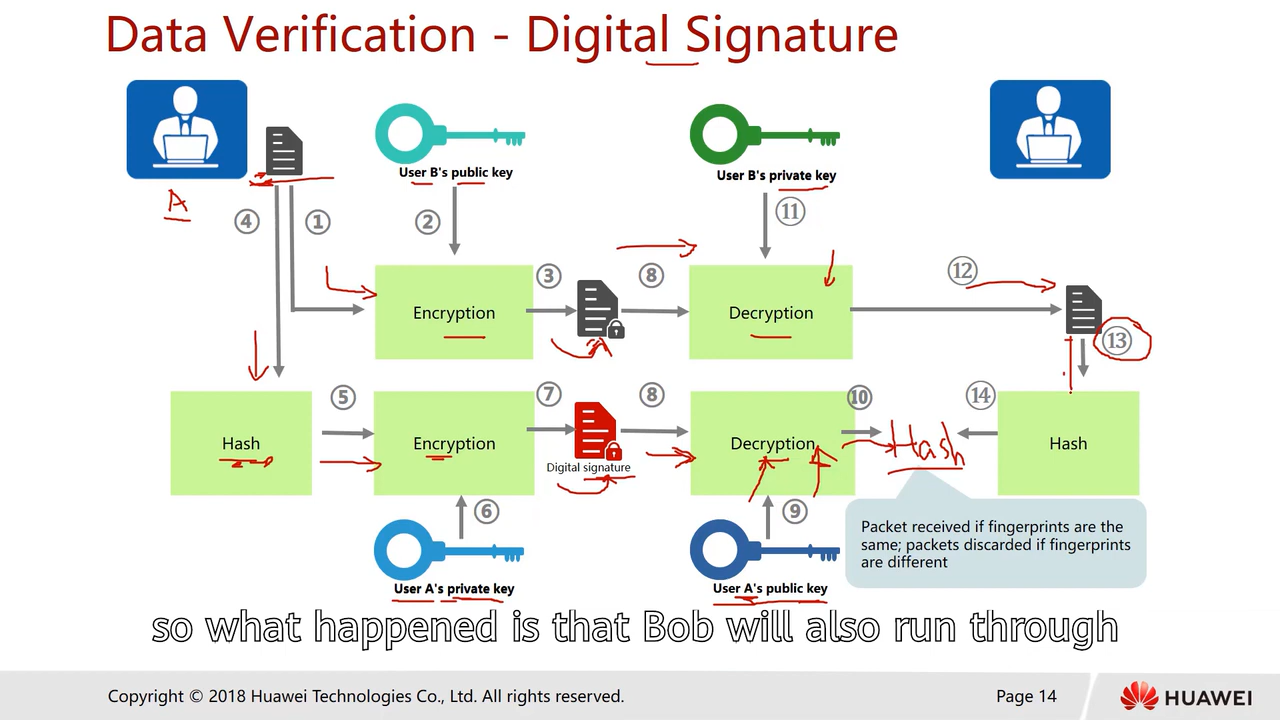 Data Verification - Digital Signature
User B's public key
User B's private key
A
④
①
②
⑪
③
⑧
⑫
Encryption
Decryption
⑬
⑤
⑦
⑧
⑩
⑭
Hash
Encryption
Digital signature
Decryption
Hash
Hash
⑥
⑨
Packet received if fingerprints are the
same; packets discarded if fingerprints
are different
User A's private key
User A's public key
so what happened is that Bob will also run through
Copyright © 2018 Huawei Technologies Co., Ltd. All rights reserved.
Page 14
HUAWEI